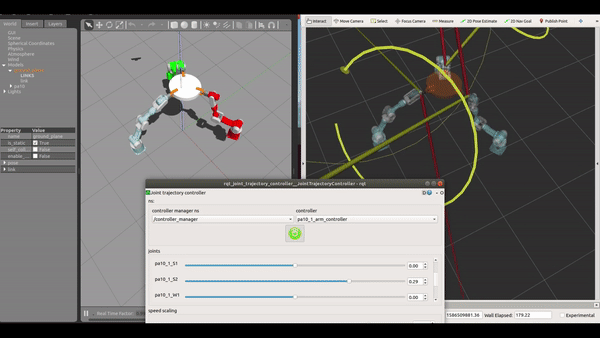 World Insert Layers
GUI
Scene
Spherical Coordinates
Physics
Atmosphere
Wind
Models
LINKS
link
pa10
Lights
Property Value
name ground_plane
is_static True
self_coll... False
enable_... False
pose
link
Real Time Factor:
Interact Move Camera Select Focus Camera Measure 2D Pose Estimate 2D Nav Goal Publish Point
rqt_joint_trajectory_controller__JointTrajectoryController - rqt
Joint trajectory controller
ns
controller manager ns controller
/controller_manager pa10_1_arm_controller
joints
pa10_1_S1 0.00
pa10_1_S2 0.29
pa10_1_W1 0.00
speed scaling
1586509881.36 Wall Elapsed: 179.22 Experimental